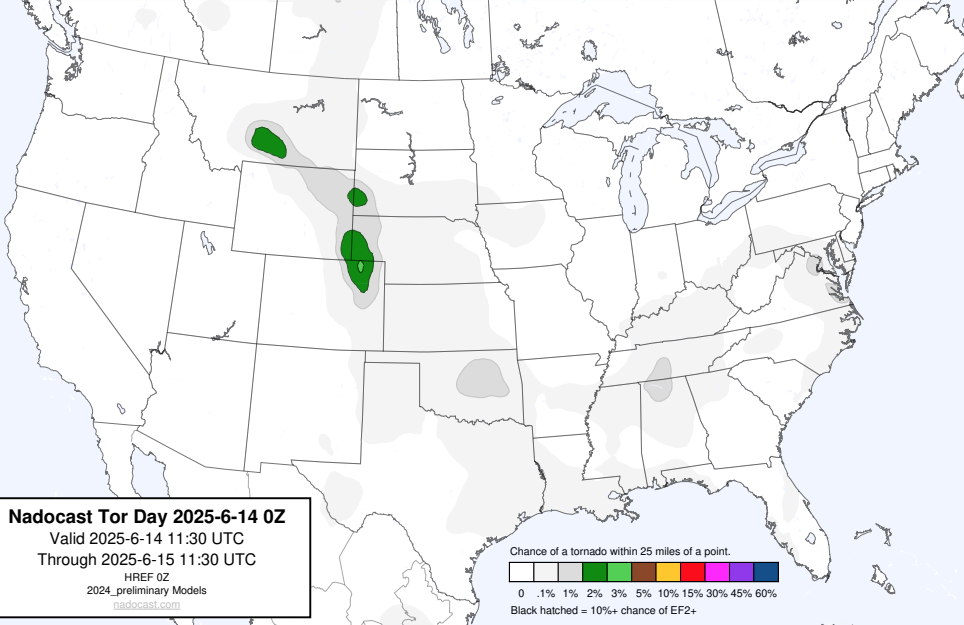 Nadocast Tor Day 2025-6-14 0Z
Valid 2025-6-14 11:30 UTC
Through 2025-6-15 11:30 UTC
HREF 0Z
2024_preliminary Models
nadocast.com
Chance of a tornado within 25 miles of a point.
0 .1% 1% 2% 3% 5% 10% 15% 30% 45% 60%
Black hatched = 10%+ chance of EF2+